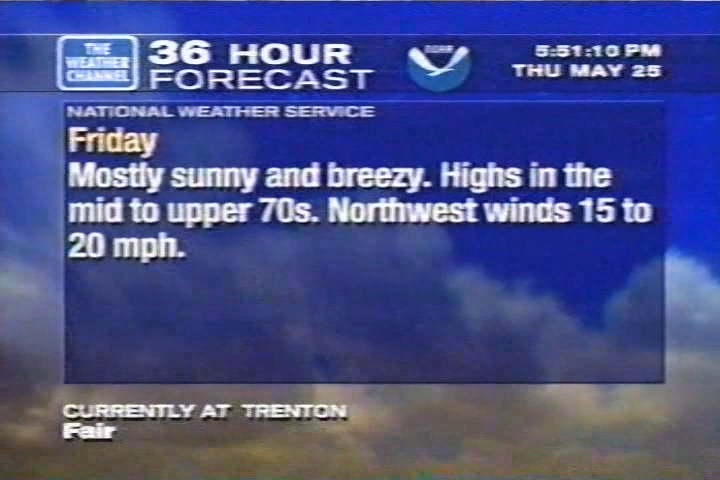 THE
WEATHER
CHANNEL
36 HOUR
FORECAST
NOAA
5:51:10 PM
THU MAY 25
NATIONAL WEATHER SERVICE
Friday
Mostly sunny and breezy. Highs in the
mid to upper 70s. Northwest winds 15 to
20 mph.
CURRENTLY AT TRENTON
Fair